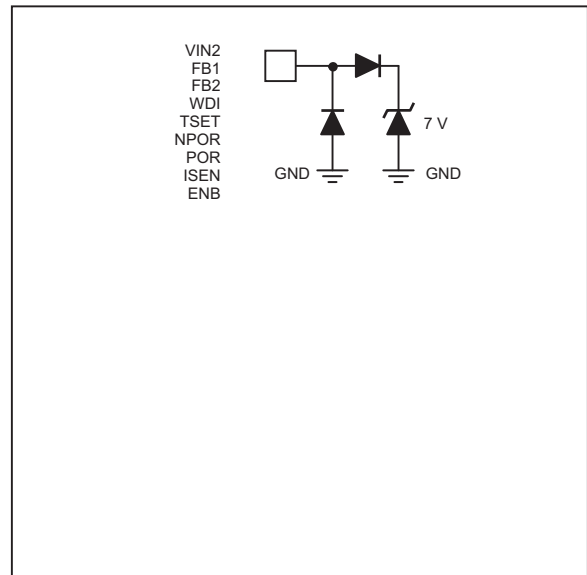 VIN2
FB1
FB2
WDI
TSET
NPOR
POR
ISEN
ENB
7 V
GND
GND